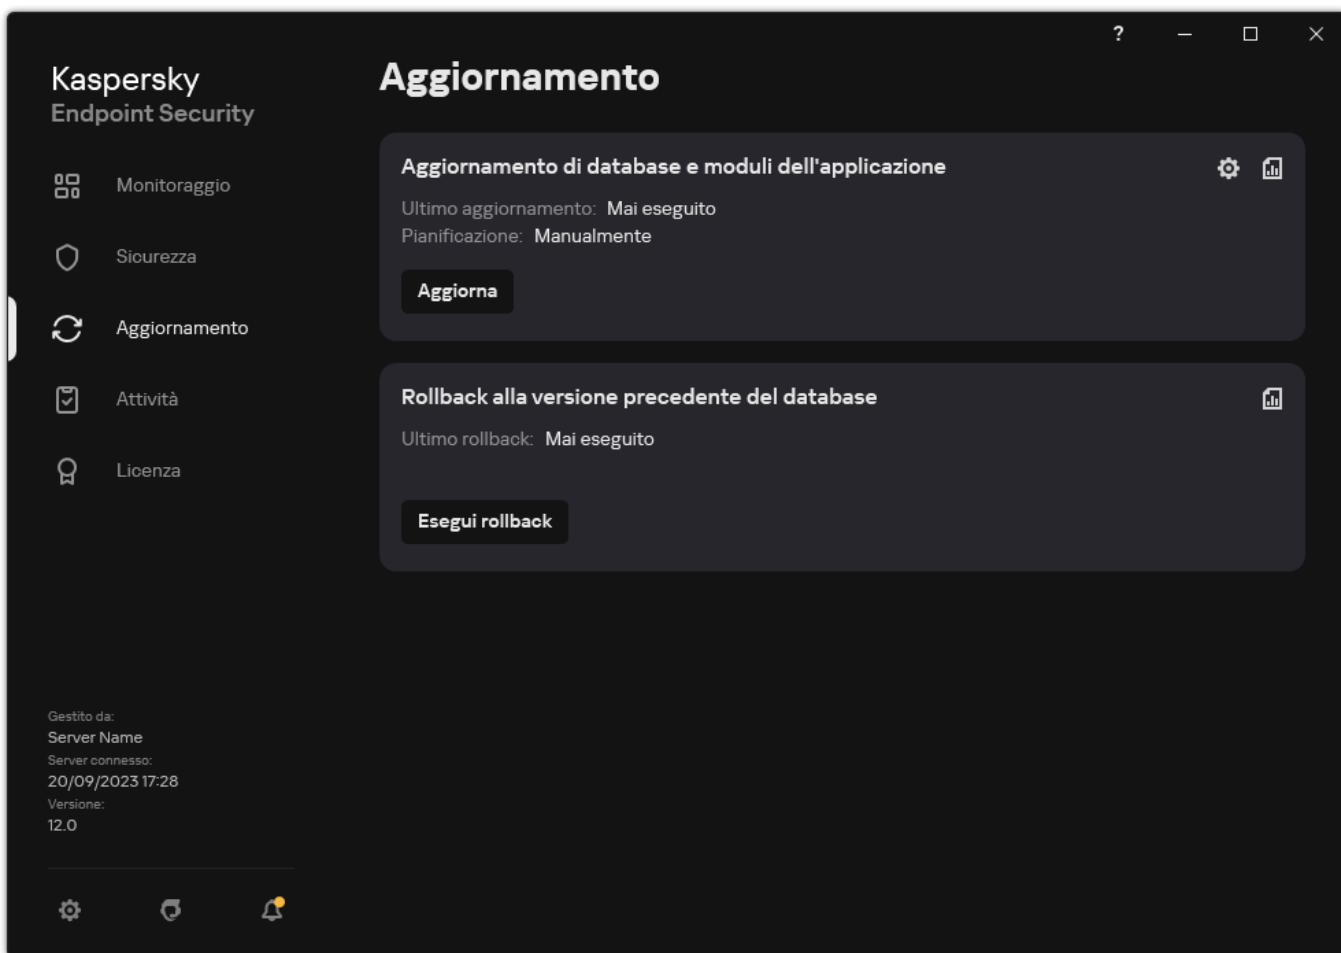 ?
Kaspersky
Endpoint Security
Monitoraggio
Sicurezza
Aggiornamento
Attività
Licenza
Gestito da:
Server Name
Server connesso:
20/09/2023 17:28
Versione:
12.0
Aggiornamento
Aggiornamento di database e moduli dell'applicazione
Ultimo aggiornamento: Mai eseguito
Pianificazione: Manualmente
Aggiorna
Rollback alla versione precedente del database
Ultimo rollback: Mai eseguito
Esegui rollback